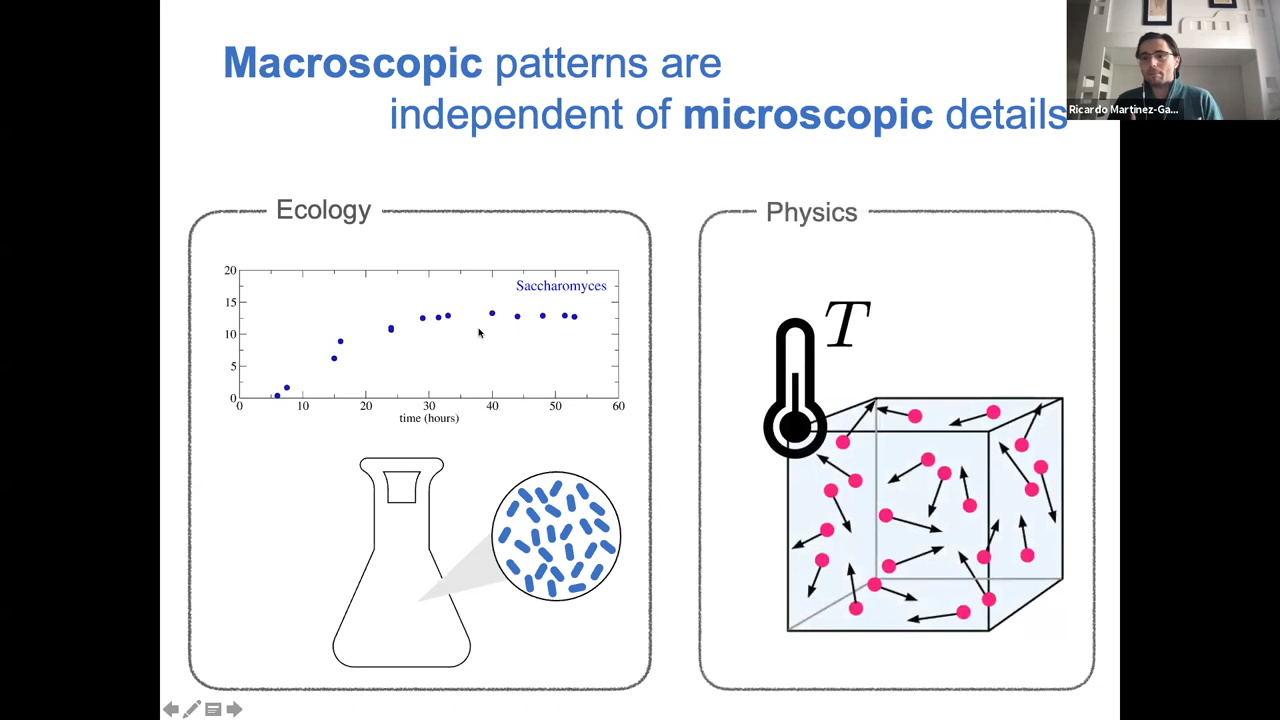 Macroscopic patterns are
independent of microscopic details
Ricardo Martinez-Ga...
Ecology
20
15
10
5
0
Saccharomyces
0 10 20 30 40 50 60
time (hours)
Physics
T